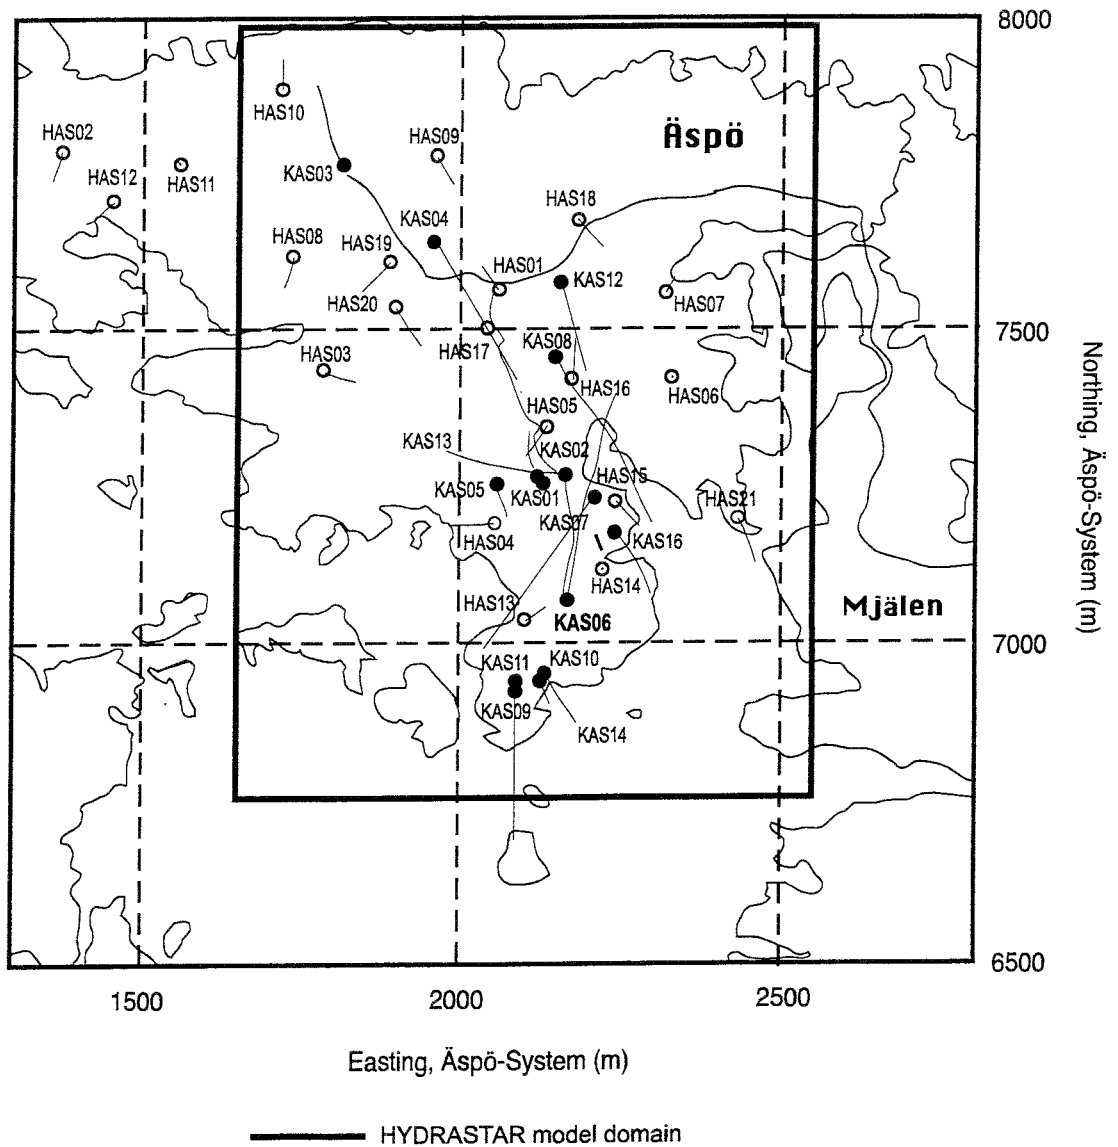 8000
HAS10
HAS02
HAS09
Äspö
HAS12
HAS11
KAS03
HAS18
KAS04
HAS08
HAS19
HAS01
KAS12
HAS20
HAS07
7500
HAS17
KAS08
HAS03
HAS16
HAS06
HAS05
KAS13
KAS02
HAS15
KAS05
KAS01
HAS21
KAS07
HAS04
KAS16
HAS14
HAS13
Mjälen
KAS06
7000
KAS11
KAS10
KAS09
KAS14
6500
1500
2000
2500
Northing, Äspö-System (m)
Easting, Äspö-System (m)
HYDRASTAR model domain